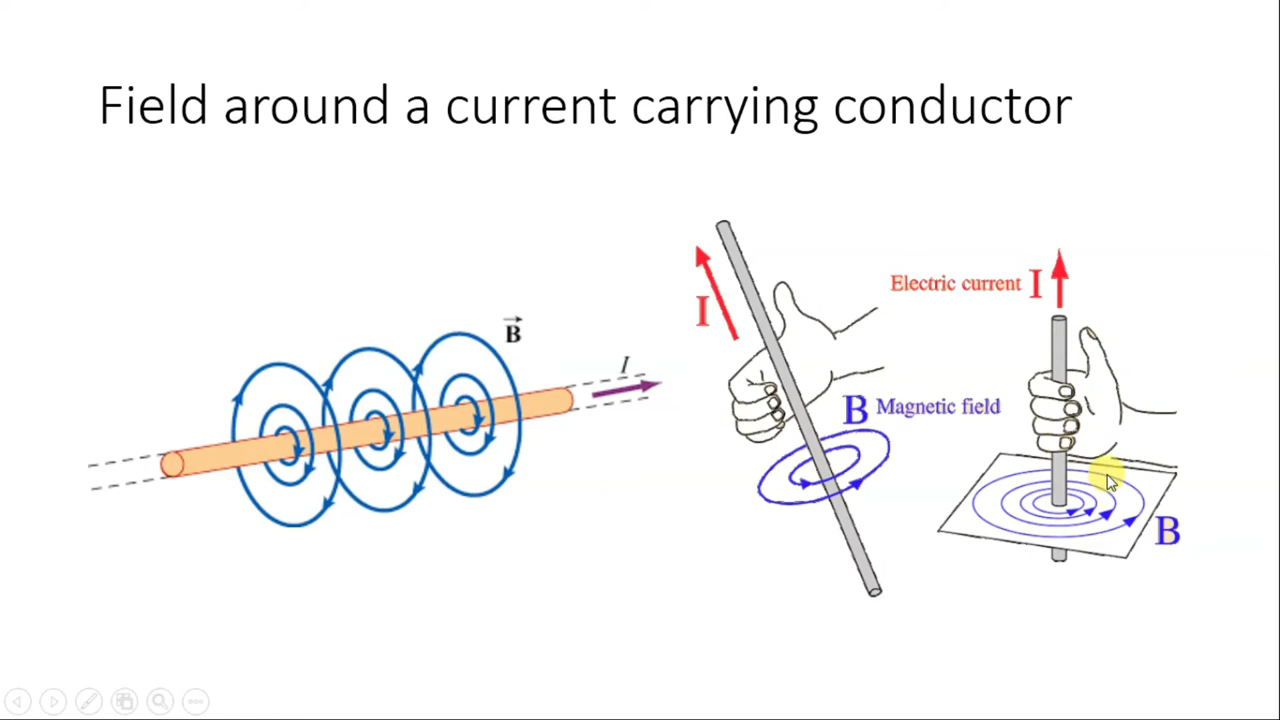 Field around a current carrying conductor
B
I
I
Electric current I
B Magnetic field
B